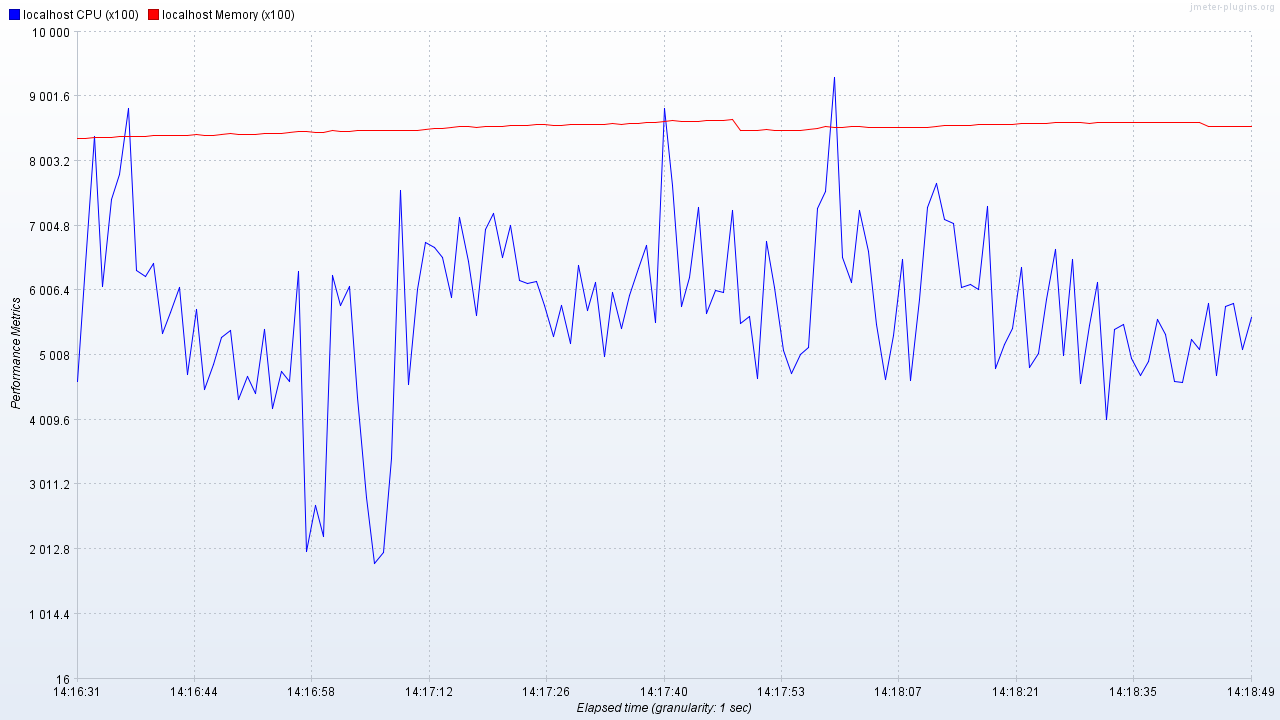 localhost CPU (x100) localhost Memory (x100)
jmeter-plugins.org
10 000
9 001.6
8 003.2
7 004.8
6 006.4
5 008
4 009.6
3 011.2
2 012.8
1 014.4
16
Performance Metrics
14:16:31 14:16:44 14:16:58 14:17:12 14:17:26 14:17:40 14:17:53 14:18:07 14:18:21 14:18:35 14:18:49
Elapsed time (granularity: 1 sec)